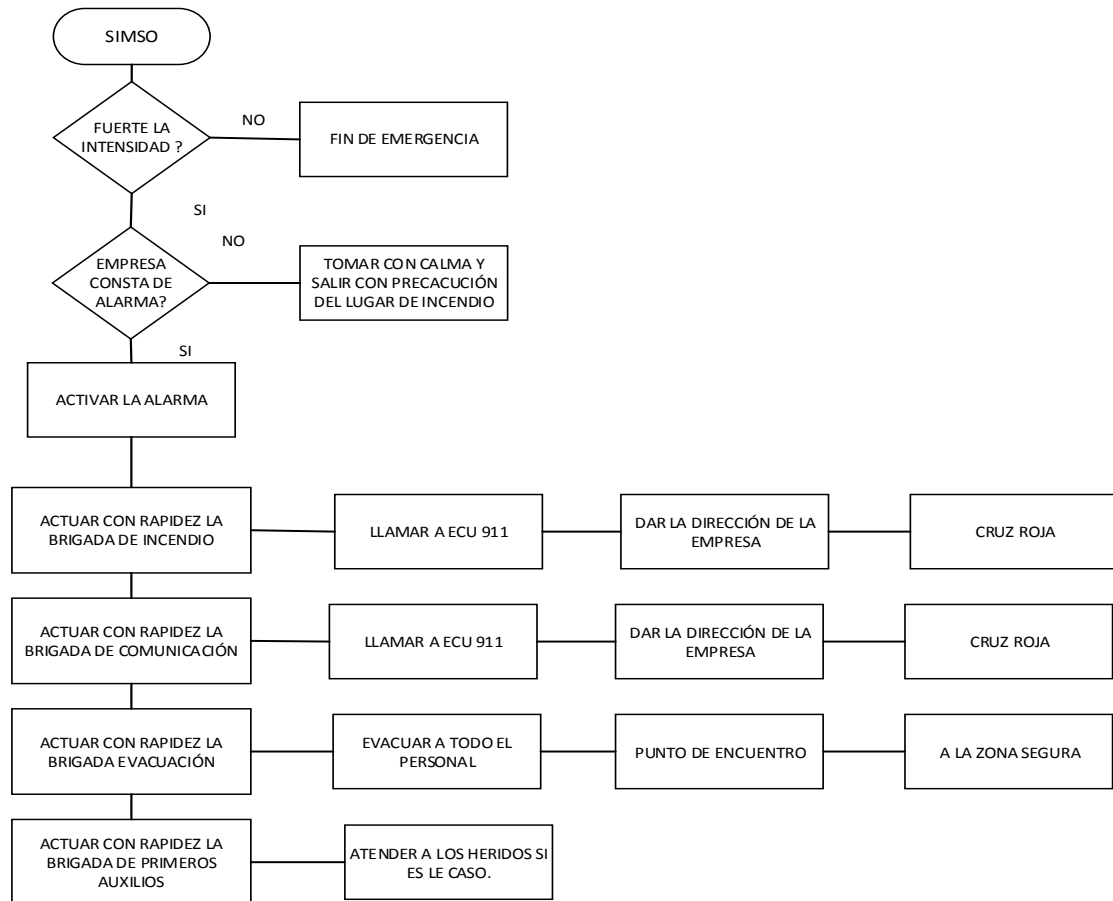 SIMSO
FUERTE LA
INTENSIDAD ?
NO
FIN DE EMERGENCIA
SI
EMPRESA
CONSTA DE
ALARMA?
NO
TOMAR CON CALMA Y
SALIR CON PRECACUCIÓN
DEL LUGAR DE INCENDIO
SI
ACTIVAR LA ALARMA
ACTUAR CON RAPIDEZ LA
BRIGADA DE INCENDIO
LLAMAR A ECU 911
DAR LA DIRECCIÓN DE LA
EMPRESA
CRUZ ROJA
ACTUAR CON RAPIDEZ LA
BRIGADA DE COMUNICACIÓN
LLAMAR A ECU 911
DAR LA DIRECCIÓN DE LA
EMPRESA
CRUZ ROJA
ACTUAR CON RAPIDEZ LA
BRIGADA EVACUACIÓN
EVACUAR A TODO EL
PERSONAL
PUNTO DE ENCUENTRO
A LA ZONA SEGURA
ACTUAR CON RAPIDEZ LA
BRIGADA DE PRIMEROS
AUXILIOS
ATENDER A LOS HERIDOS SI
ES LE CASO.